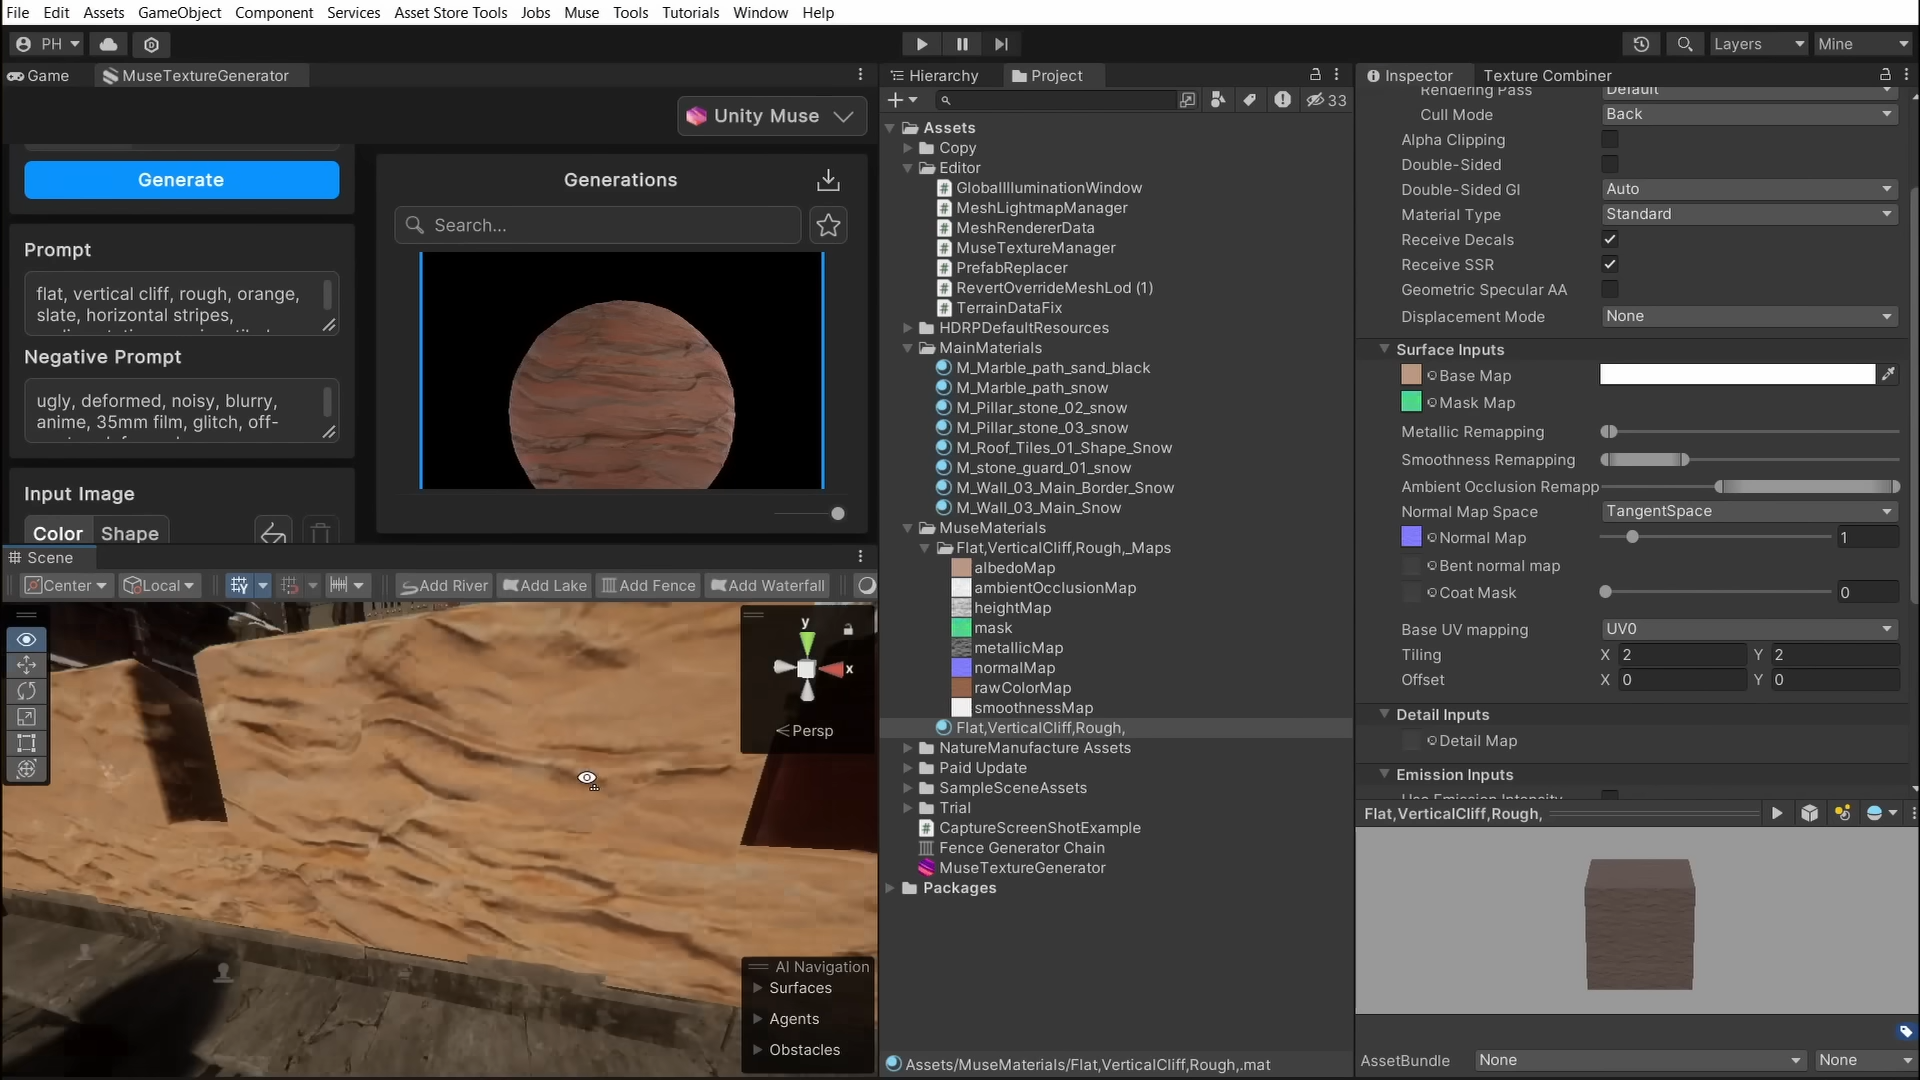 File Edit Assets GameObject Component Services Asset Store Tools Jobs Muse Tools Tutorials Window Help
PH
Layers
Mine
Game
MuseTextureGenerator
Unity Muse
Generate
Prompt
flat, vertical cliff, rough, orange,
slate, horizontal stripes,
Negative Prompt
ugly, deformed, noisy, blurry,
anime, 35mm film, glitch, off-
Input Image
Color Shape
Generations
Search...
Scene
Center
Local
Add River
Add Lake
Add Fence
Add Waterfall
y
x
Persp
AI Navigation
Surfaces
Agents
Obstacles
Hierarchy
Project
33
Assets
Copy
Editor
GlobalIlluminationWindow
MeshLightmapManager
MeshRendererData
MuseTextureManager
PrefabReplacer
RevertOverrideMeshLod (1)
TerrainDataFix
HDRPDefaultResources
MainMaterials
M_Marble_path_sand_black
M_Marble_path_snow
M_Pillar_stone_02_snow
M_Pillar_stone_03_snow
M_Roof_Tiles_01_Shape_Snow
M_stone_guard_01_snow
M_Wall_03_Main_Border_Snow
M_Wall_03_Main_Snow
MuseMaterials
Flat,VerticalCliff,Rough,_Maps
albedoMap
ambientOcclusionMap
heightMap
mask
metallicMap
normalMap
rawColorMap
smoothnessMap
Flat,VerticalCliff,Rough,
NatureManufacture Assets
Paid Update
SampleSceneAssets
Trial
CaptureScreenShotExample
Fence Generator Chain
MuseTextureGenerator
Packages
Assets/MuseMaterials/Flat,VerticalCliff,Rough,.mat
Inspector
Texture Combiner
Rendering Pass Default
Cull Mode Back
Alpha Clipping
Double-Sided
Double-Sided GI Auto
Material Type Standard
Receive Decals
Receive SSR
Geometric Specular AA
Displacement Mode None
Surface Inputs
Base Map
Mask Map
Metallic Remapping
Smoothness Remapping
Ambient Occlusion Remapp
Normal Map Space TangentSpace
Normal Map 1
Bent normal map
Coat Mask 0
Base UV mapping UV0
Tiling X 2 Y 2
Offset X 0 Y 0
Detail Inputs
Detail Map
Emission Inputs
Use Emission Intensity
Flat,VerticalCliff,Rough,
AssetBundle None None